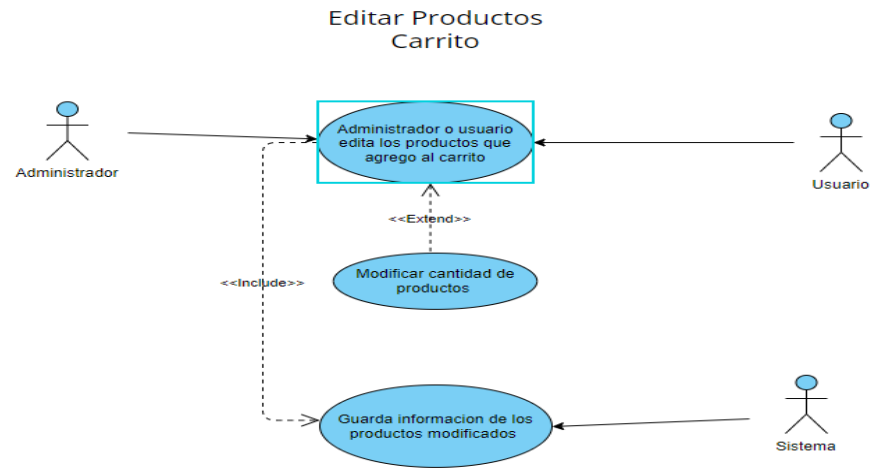 Editar Productos
Carrito
Administrador o usuario
edita los productos que
agrego al carrito
Administrador
Usuario
<<Extend>>
Modificar cantidad de
productos
<<Include>>
Guarda informacion de los
productos modificados
Sistema